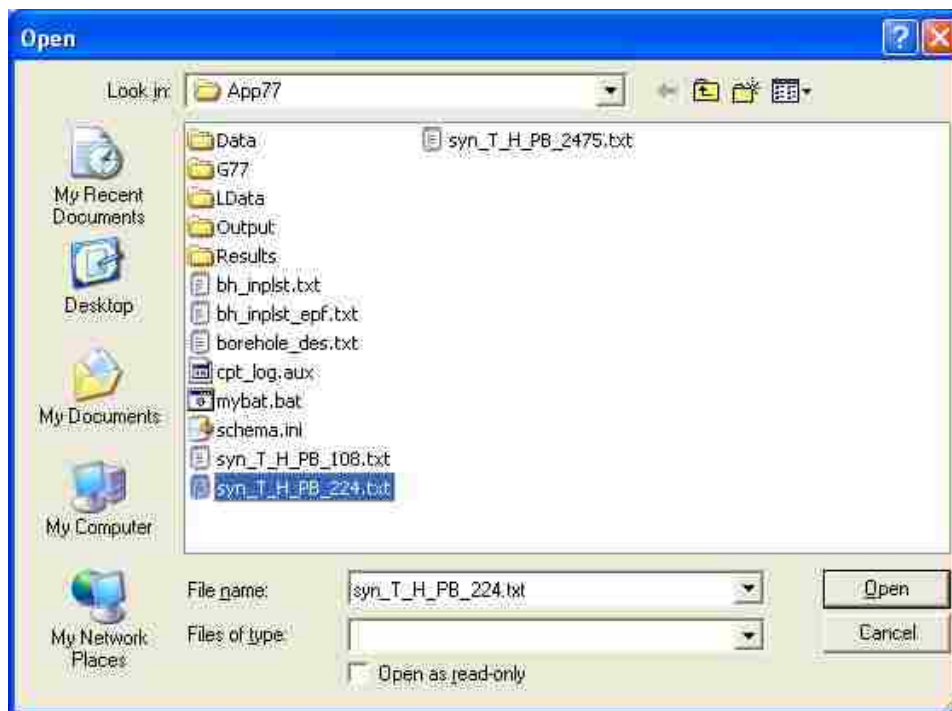 Open
Look in:
App77
My Recent
Documents
Desktop
My Documents
My Computer
My Network
Places
Data
G77
LData
Output
Results
bh_inplst.txt
bh_inplst_epf.txt
borehole_des.txt
cpt_log.aux
mybat.bat
schema.ini
syn_T_H_PB_108.txt
syn_T_H_PB_224.txt
syn_T_H_PB_2475.txt
File name:
syn_T_H_PB_224.txt
Open
Files of type:
Cancel
Open as read-only